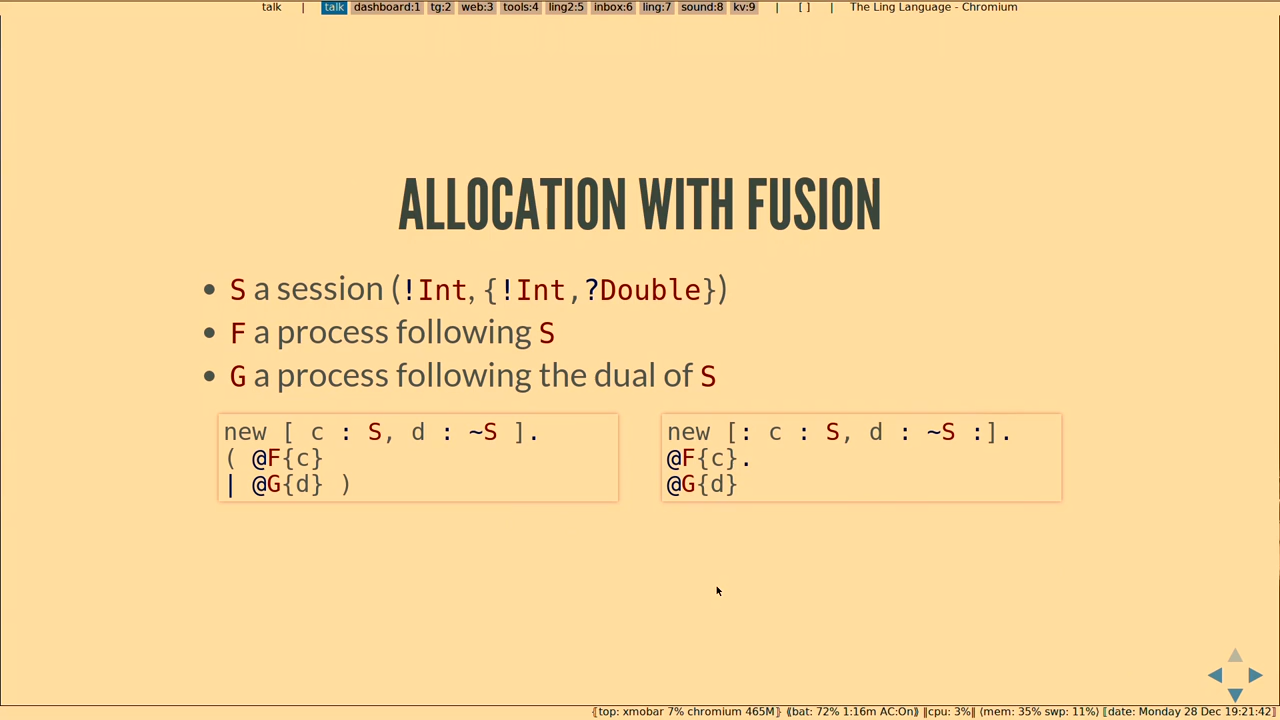 talk | talk dashboard:1 tg:2 web:3 tools:4 ling2:5 inbox:6 ling:7 sound:8 kv:9 | [ ] | The Ling Language - Chromium
ALLOCATION WITH FUSION
• S a session (!Int, {!Int,?Double})
• F a process following S
• G a process following the dual of S
new [ c : S, d : ~S ].
( @F{c}
| @G{d} )
new [: c : S, d : ~S :].
@F{c}.
@G{d}
{top: xmobar 7% chromium 465M} (bat: 72% 1:16m AC:On) |cpu: 3%| (mem: 35% swp: 11%) [date: Monday 28 Dec 19:21:42]